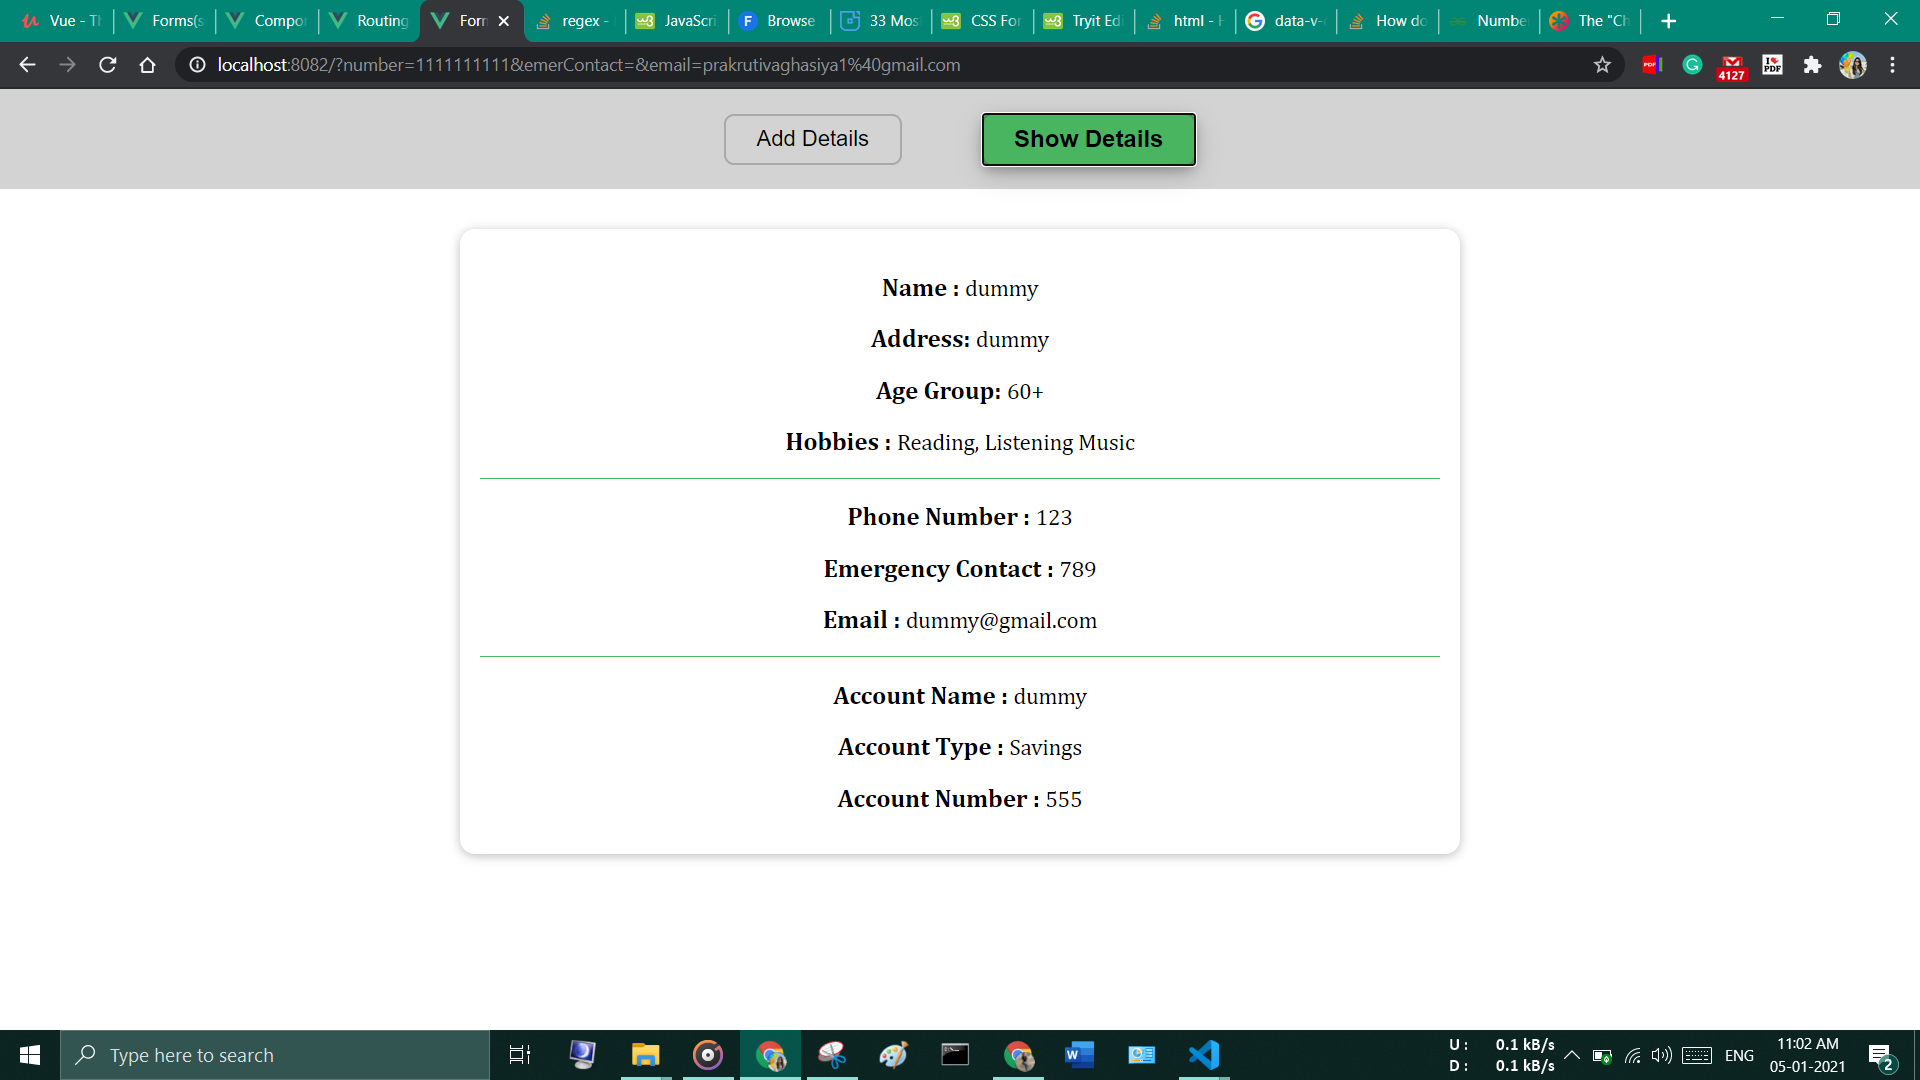 Vue - Th
Forms(s
Compo
Routing
Form
regex -
JavaScri
Browse
33 Mos
CSS For
Tryit Edi
html - H
data-v-
How do
Numbe
The "Ch
localhost:8082/?number=1111111111&emerContact=&email=prakrutivaghasiya1%40gmail.com
4127
Add Details
Show Details
Name : dummy
Address: dummy
Age Group: 60+
Hobbies : Reading, Listening Music
Phone Number : 123
Emergency Contact : 789
Email : dummy@gmail.com
Account Name : dummy
Account Type : Savings
Account Number : 555
Type here to search
U : 0.1 kB/s
D : 0.1 kB/s
ENG
11:02 AM
05-01-2021
2